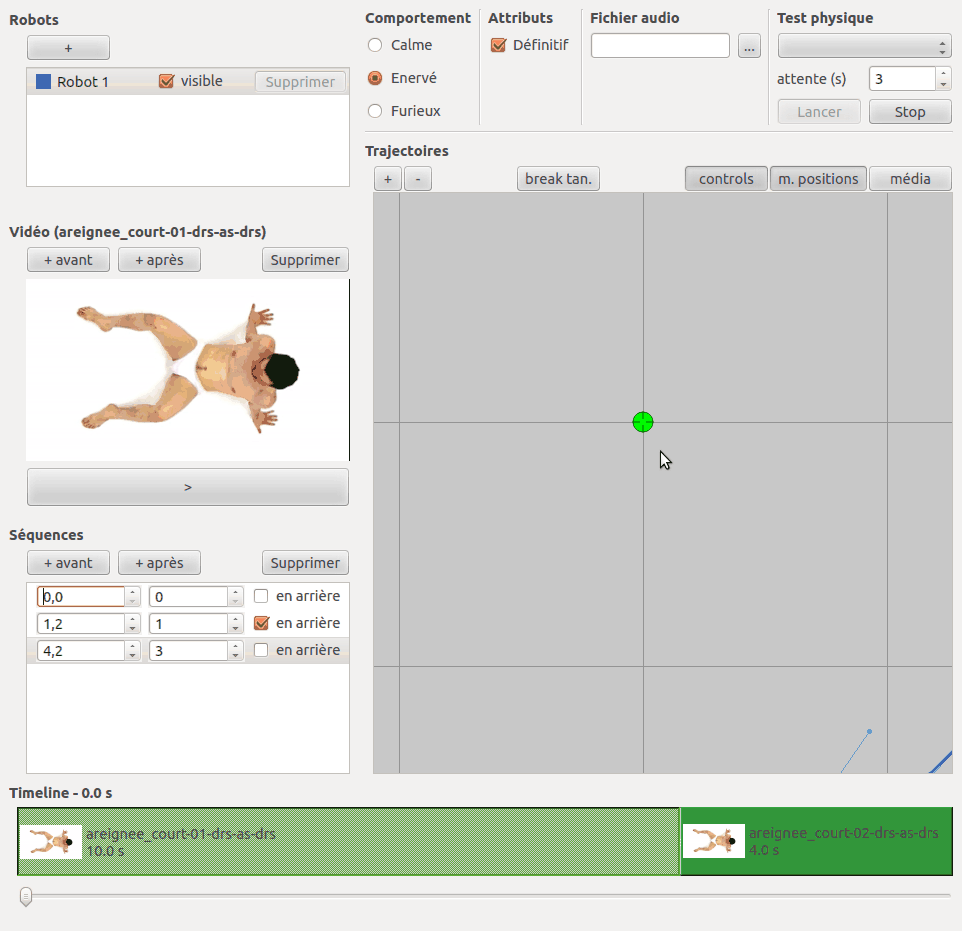 Robots
+
Robot 1 visible Supprimer
Comportement
Calme
Enervé
Furieux
Attributs
Définitif
Fichier audio
...
Test physique
attente (s) 3
Lancer Stop
Trajectoires
+ - break tan. controls m. positions média
Vidéo (areignee_court-01-drs-as-drs)
+ avant + après Supprimer
>
Séquences
+ avant + après Supprimer
0,0 0 en arrière
1,2 1 en arrière
4,2 3 en arrière
Timeline - 0.0 s
areignee_court-01-drs-as-drs
10.0 s
areignee_court-02-drs-as-drs
4.0 s